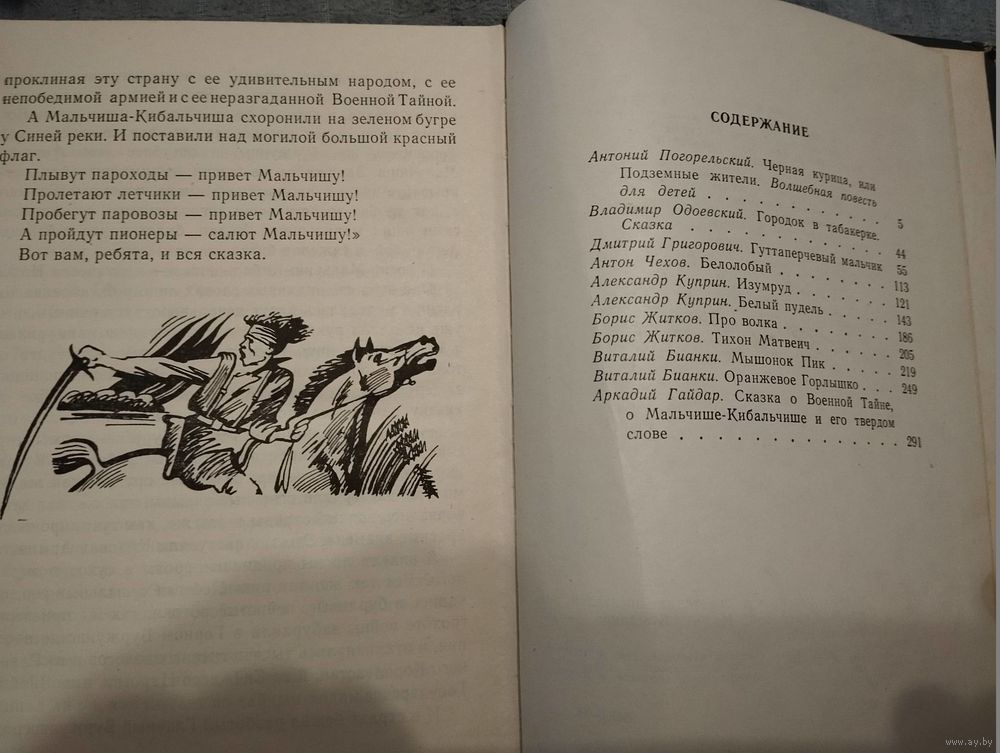 проклиная эту страну с ее удивительным народом, с ее
непобедимой армией и с ее неразгаданной Военной Тайной.
А Мальчиша-Кибальчиша схоронили на зеленом бугре
у Синей реки. И поставили над могилой большой красный
флаг.
Плывут пароходы — привет Мальчишу!
Пролетают летчики — привет Мальчишу!
Пробегут паровозы — привет Мальчишу!
А пройдут пионеры — салют Мальчишу!»
Вот вам, ребята, и вся сказка.
СОДЕРЖАНИЕ
Антоний Погорельский. Черная курица, или
Подземные жители. Волшебная повесть
для детей . . . . . . . . . . . . 5
Владимир Одоевский. Городок в табакерке.
Сказка . . . . . . . . . . . . . 44
Дмитрий Григорович. Гуттаперчевый мальчик 55
Антон Чехов. Белолобый . . . . . . . 113
Александр Куприн. Изумруд . . . . . . 121
Александр Куприн. Белый пудель . . . . 143
Борис Житков. Про волка . . . . . . . 186
Борис Житков. Тихон Матвеич . . . . . 205
Виталий Бианки. Мышонок Пик . . . . . 219
Виталий Бианки. Оранжевое Горлышко . . . 249
Аркадий Гайдар. Сказка о Военной Тайне,
о Мальчише-Кибальчише и его твердом
слове . . . . . . . . . . . . . . 291
www.ay.by